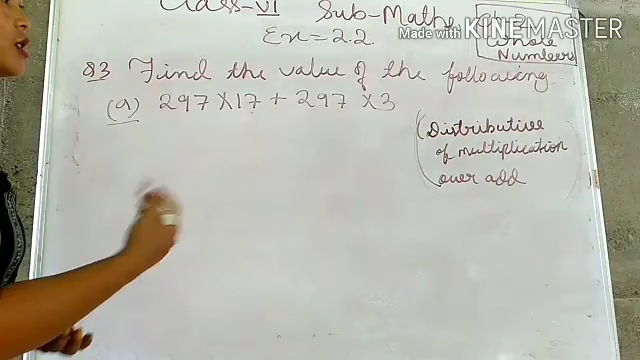 Class-VI Sub-Mathe
Ex = 2.2.
Made with KINEMASTER
Whole
Numbers
Q3 Find the value of the following
(a) 297 × 17 + 297 × 3
(Distributive
of multiplication
over add)